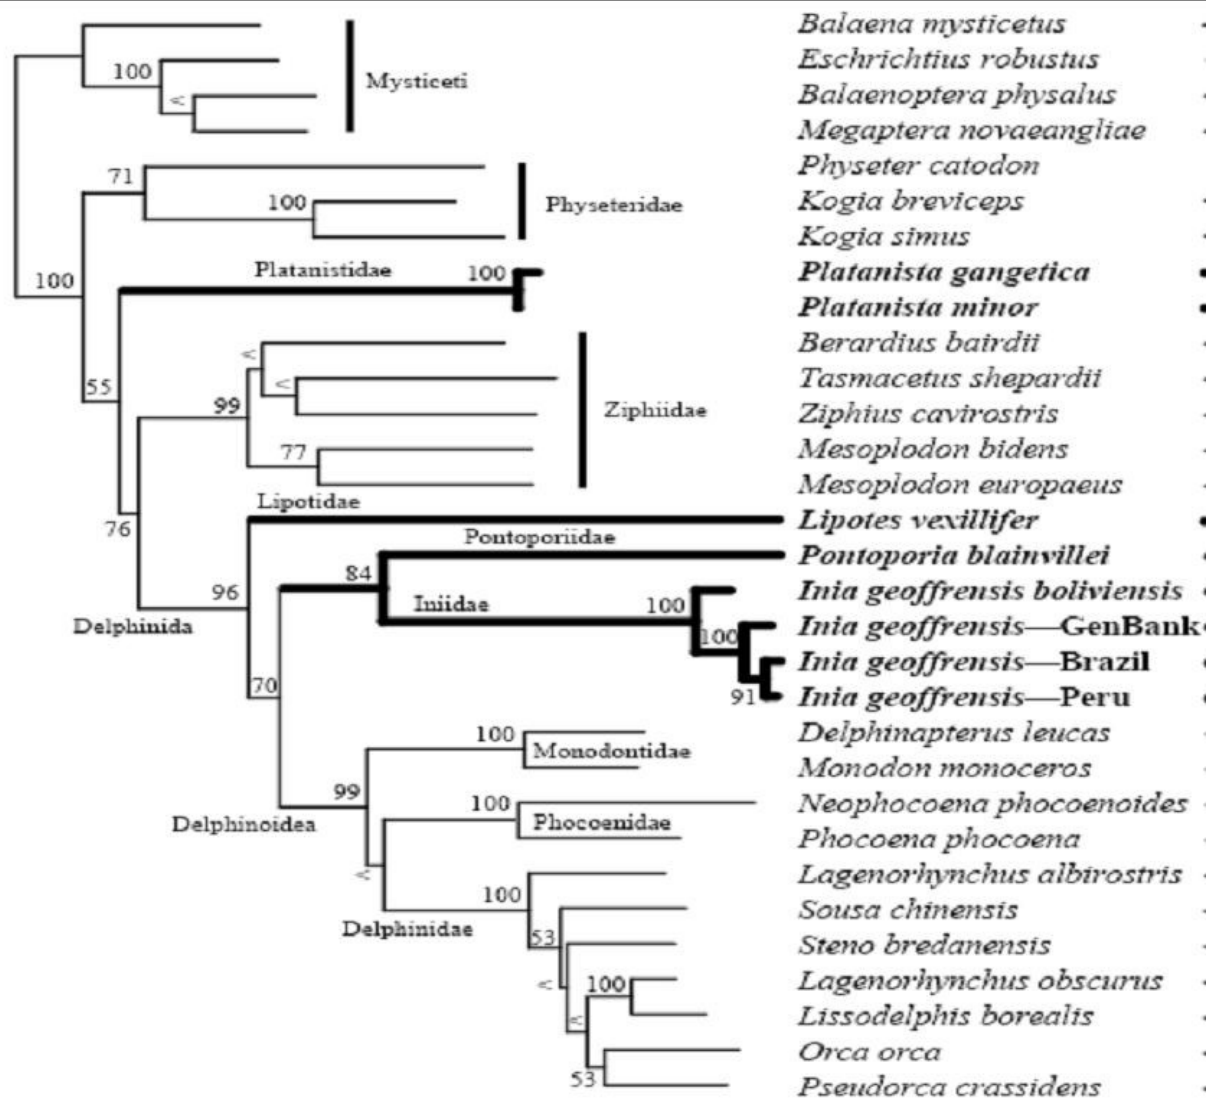 Balaena mysticetus
Eschrichtius robustus
100
Mysticeti
<
Balaenoptera physalus
Megaptera novaeangliae
Physeter catodon
71
100
Kogia breviceps
Physeteridae
Kogia simus
Platanistidae
100
Platanista gangetica
100
Platanista minor
Berardius bairdii
<
Tasmacetus shepardii
<
55
99
Ziphiidae
Ziphius cavirostris
77
Mesoplodon bidens
Mesoplodon europaeus
Lipotidae
Lipotes vexillifer
76
Pontoporiidae
Pontoporia blainvillei
84
96
Iniidae
100
Inia geoffrensis boliviensis
Delphinida
100
Inia geoffrensis—GenBank
Inia geoffrensis—Brazil
70
91
Inia geoffrensis—Peru
100
Delphinapterus leucas
Monodontidae
Monodon monoceros
99
100
Neophocoena phocoenoides
Delphinoidea
Phocoenidae
Phocoena phocoena
<
Lagenorhynchus albirostris
100
Sousa chinensis
Delphinidae
53
Steno bredanensis
<
100
Lagenorhynchus obscurus
<
Lissodelphis borealis
Orca orca
53
Pseudorca crassidens